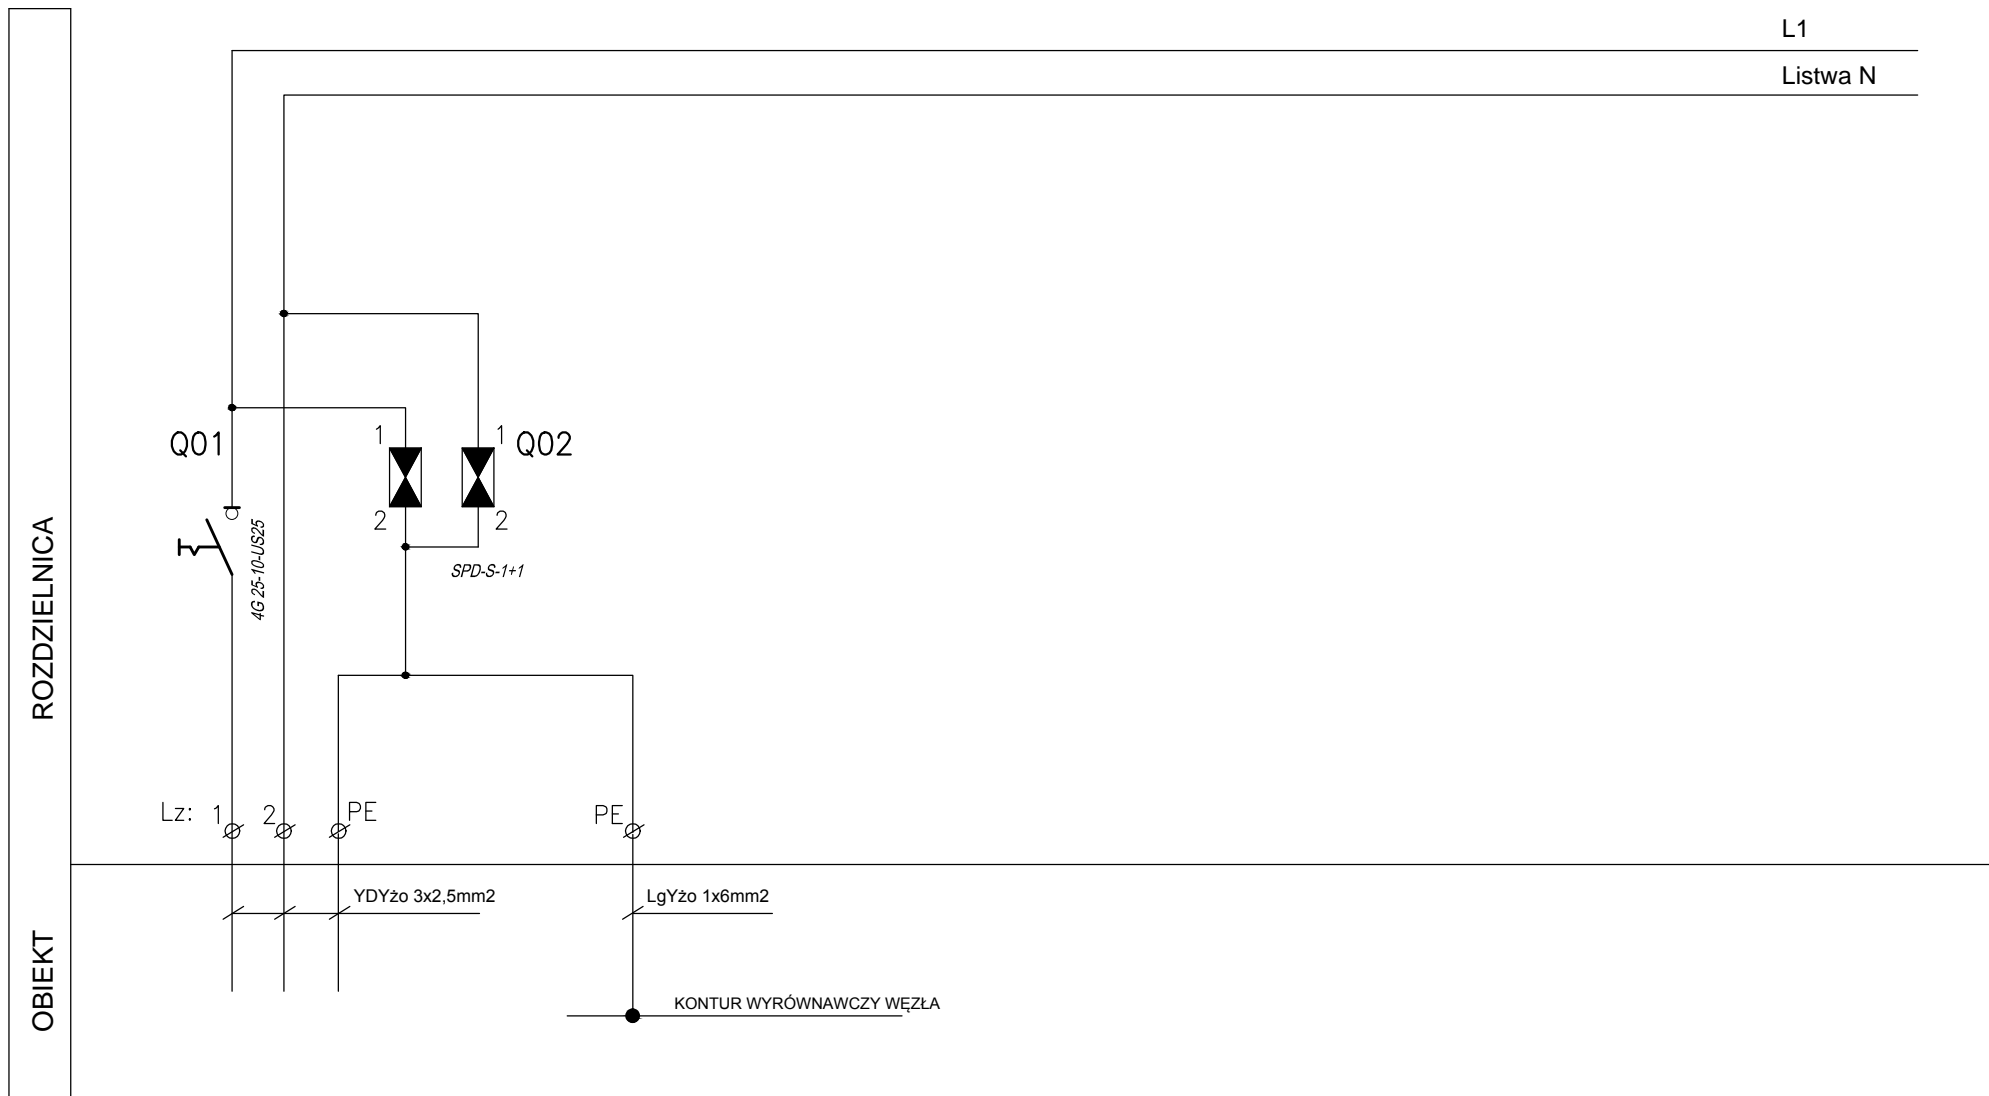 L1
Listwa N
Q01
1
1
Q02
2
2
4G 25-10-US25
SPD-S-1+1
ROZDZIELNICA
Lz: 1 2 PE PE
YDYżo 3x2,5mm2
LgYżo 1x6mm2
OBIEKT
KONTUR WYRÓWNAWCZY WĘZŁA